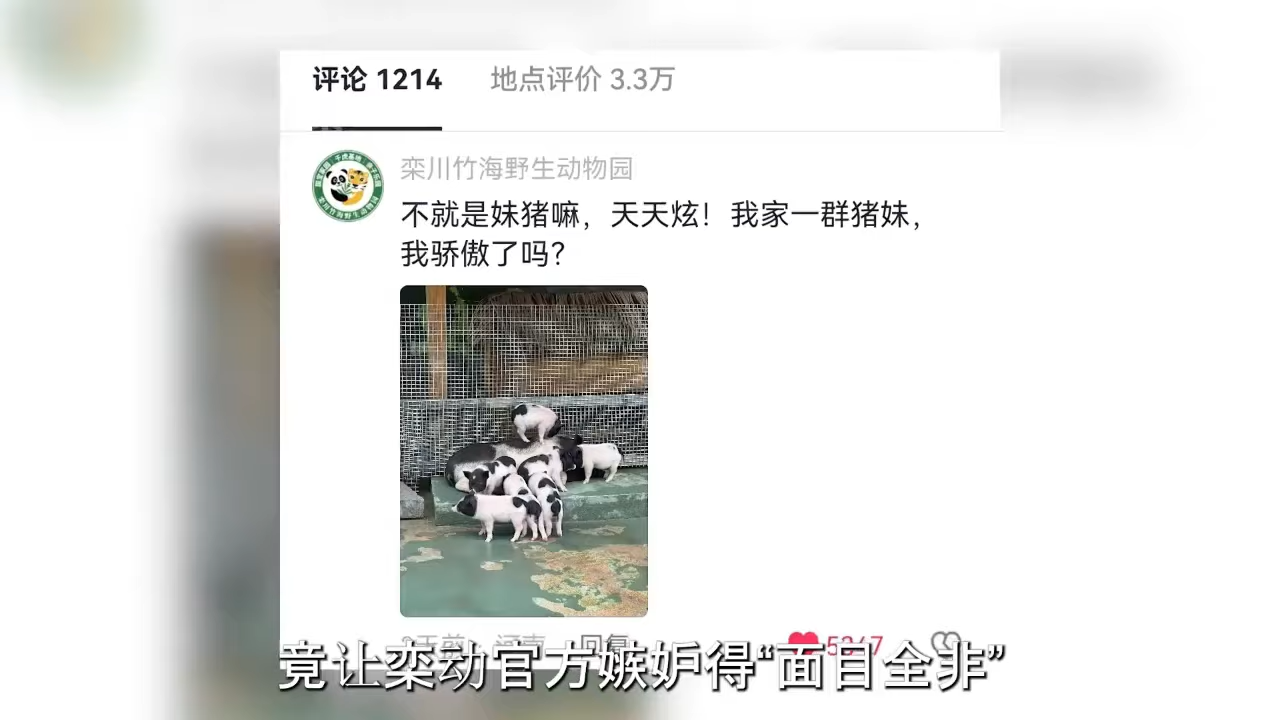 评论 1214 地点评价 3.3万
栾川竹海野生动物园
不就是妹猪嘛，天天炫！我家一群猪妹，
我骄傲了吗？
竟让栾动官方嫉妒得“面目全非”